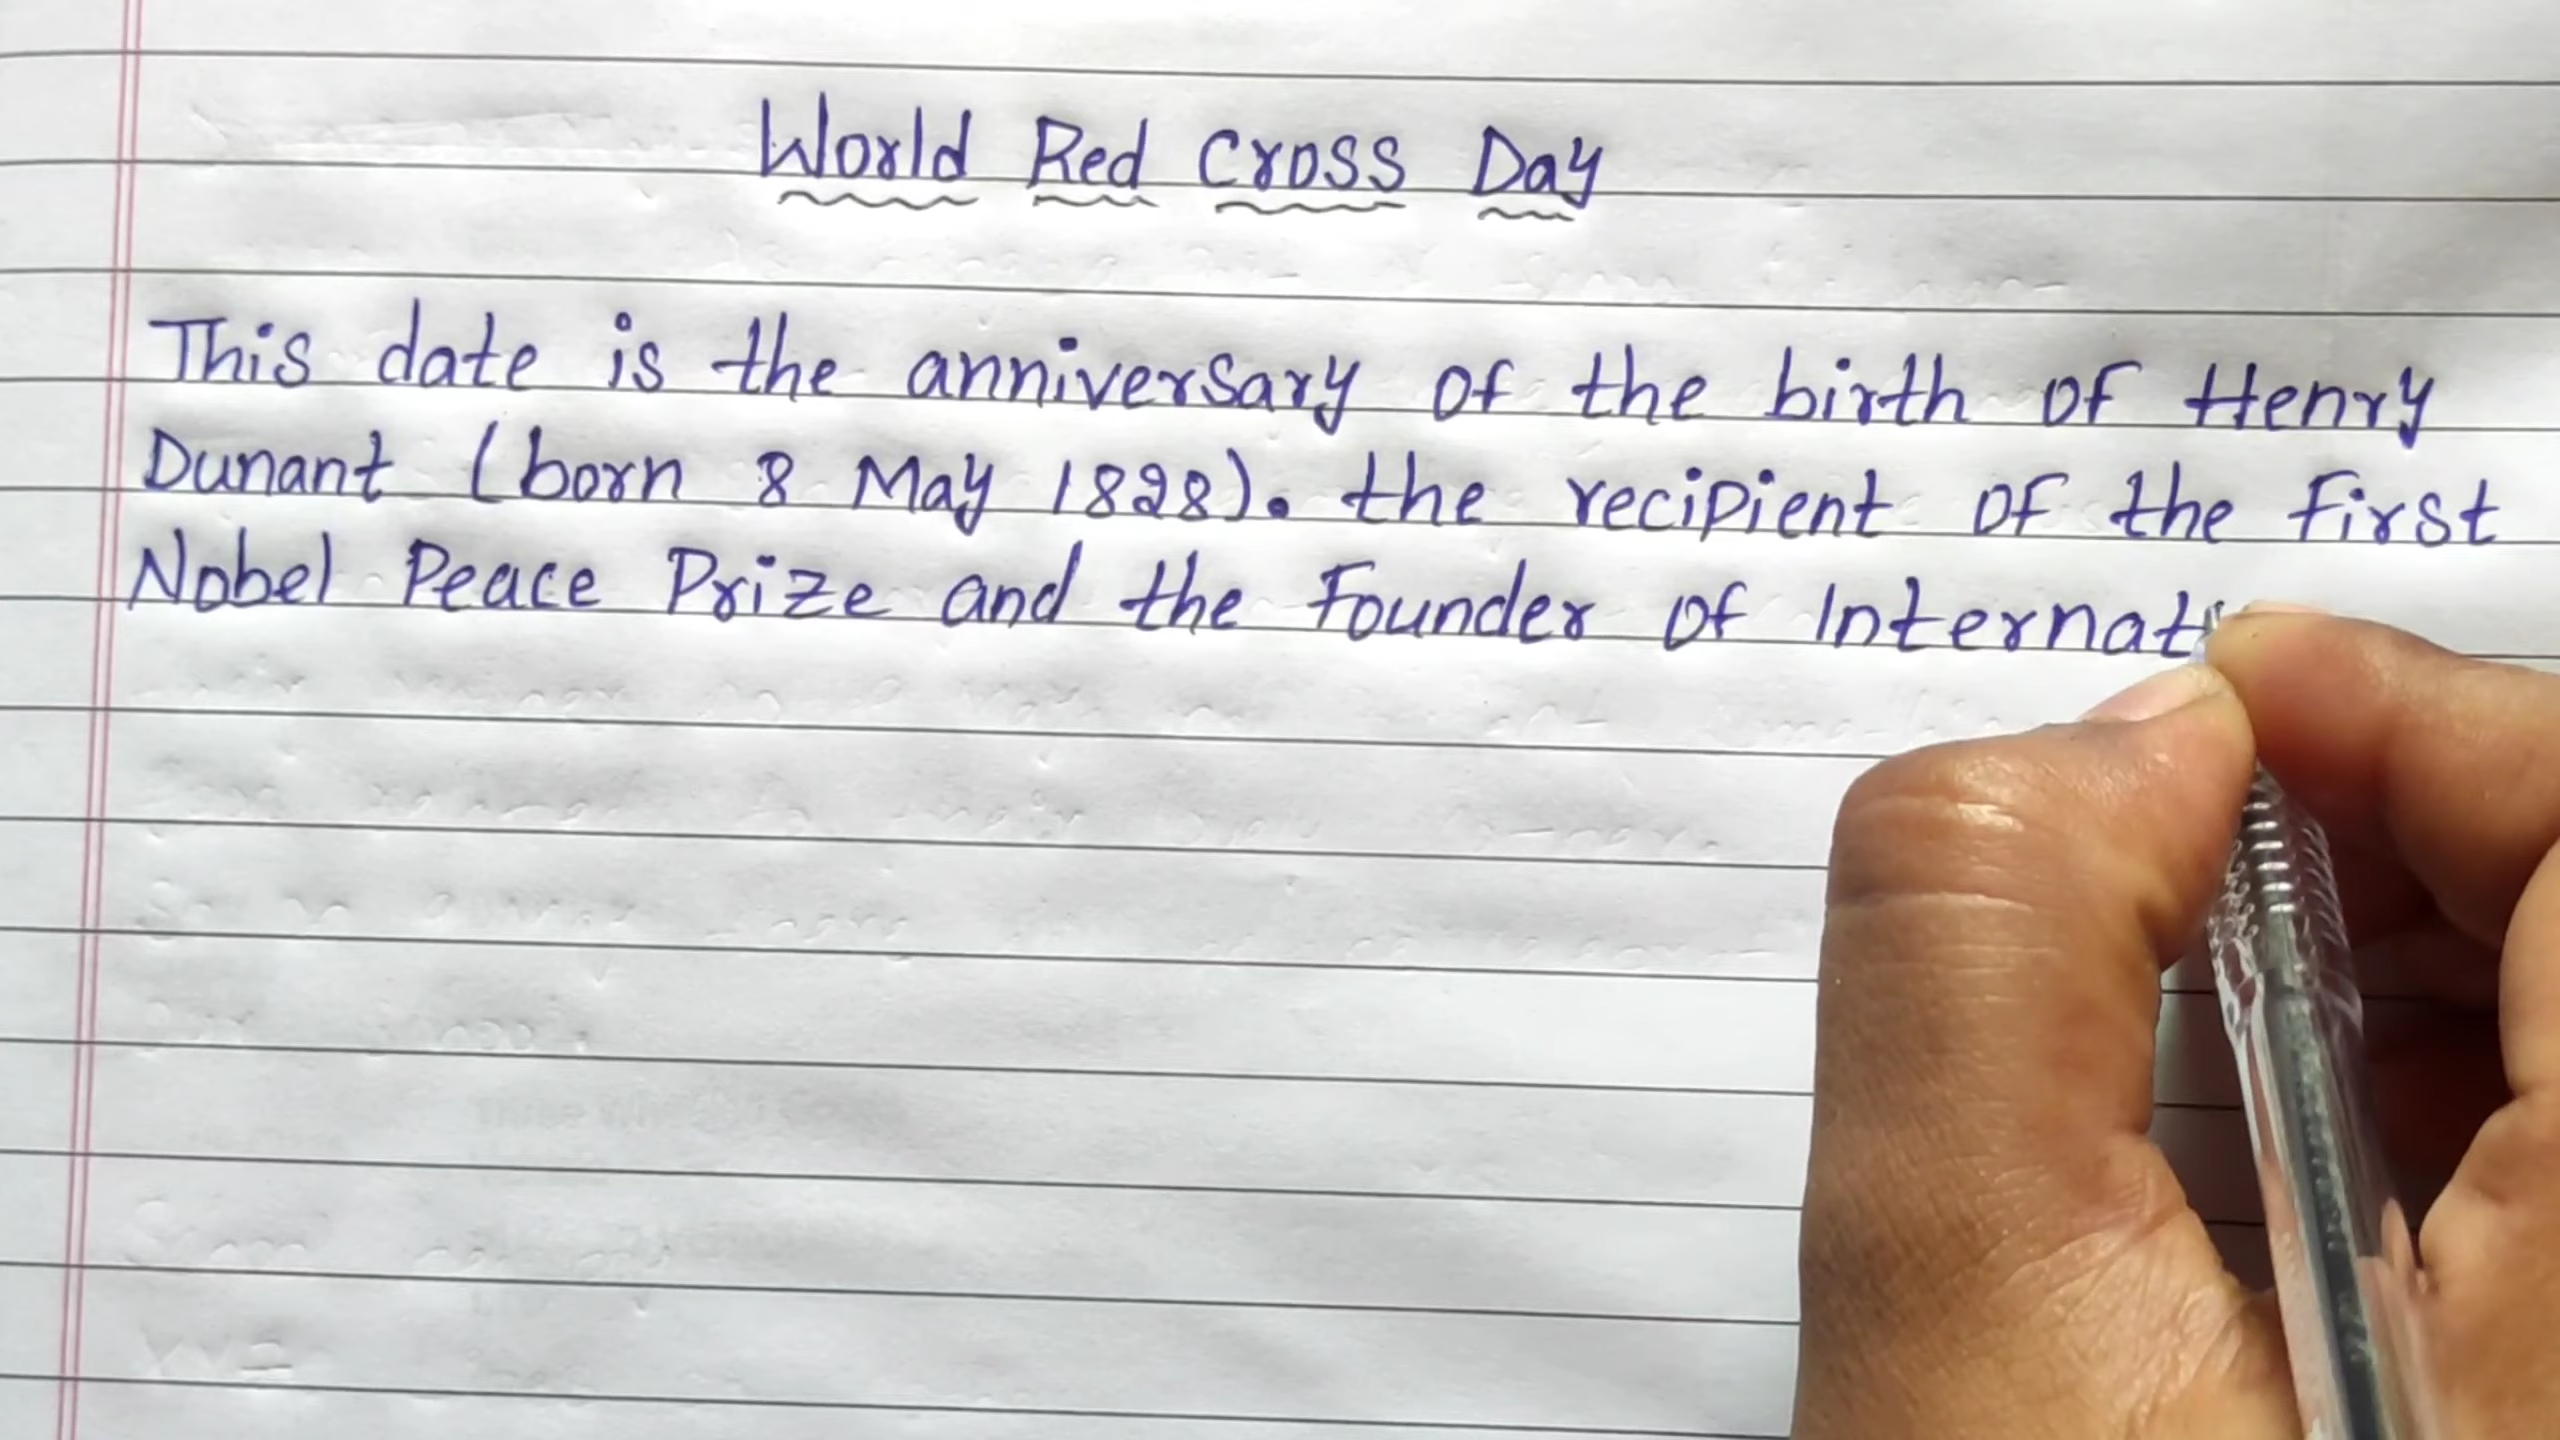 World Red Cross Day
This date is the anniversary of the birth of Henry
Dunant (born 8 May 1828). the recipient of the first
Nobel Peace Prize and the Founder of Internat